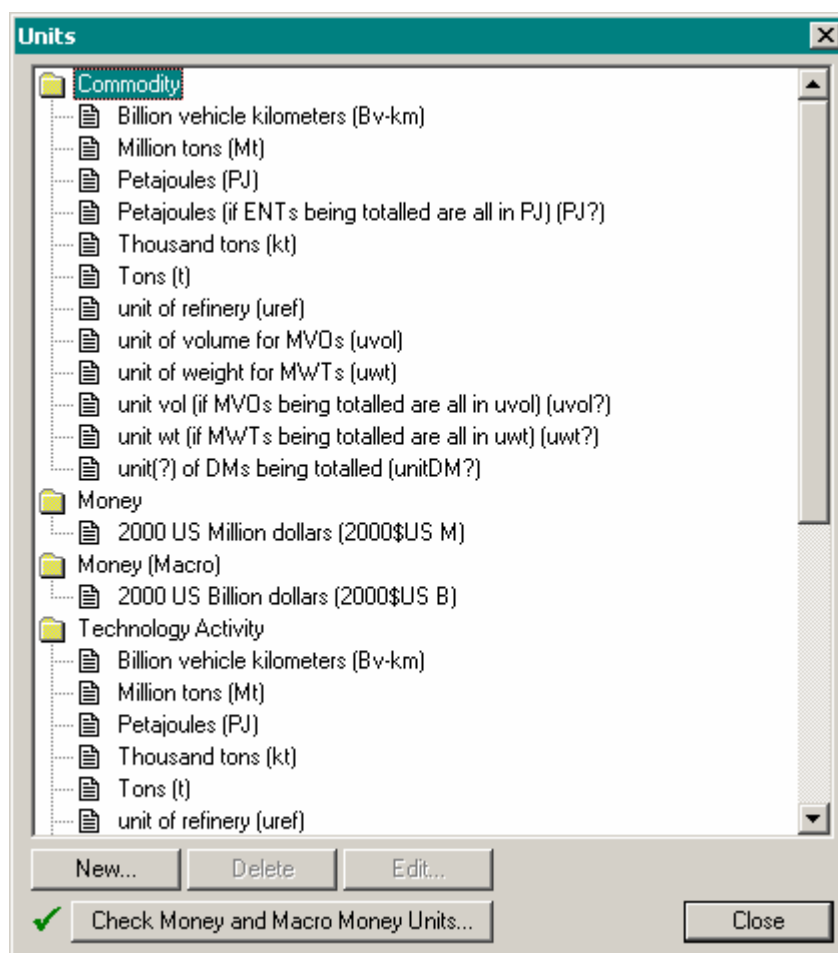 Units
Commodity
Billion vehicle kilometers (Bv-km)
Million tons (Mt)
Petajoules (PJ)
Petajoules (if ENTs being totalled are all in PJ) (PJ?)
Thousand tons (kt)
Tons (t)
unit of refinery (uref)
unit of volume for MVOs (uvol)
unit of weight for MWTs (uwt)
unit vol (if MVOs being totalled are all in uvol) (uvol?)
unit wt (if MWTs being totalled are all in uwt) (uwt?)
unit(?) of DMs being totalled (unitDM?)
Money
2000 US Million dollars (2000$US M)
Money (Macro)
2000 US Billion dollars (2000$US B)
Technology Activity
Billion vehicle kilometers (Bv-km)
Million tons (Mt)
Petajoules (PJ)
Thousand tons (kt)
Tons (t)
unit of refinery (uref)
New... Delete Edit...
Check Money and Macro Money Units... Close